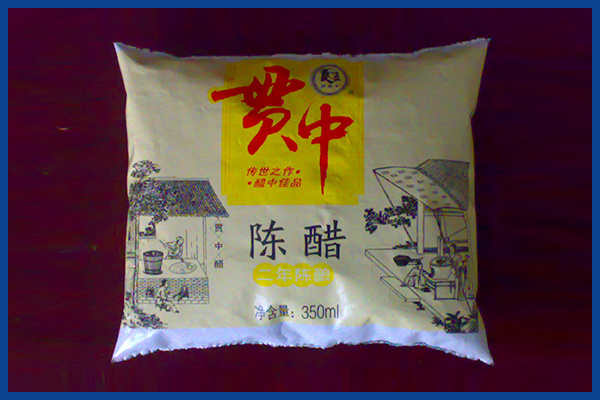 贯中
传世之作·
·醋中佳品
贯·中·醋
陈醋
二年陈酿
净含量:350ml